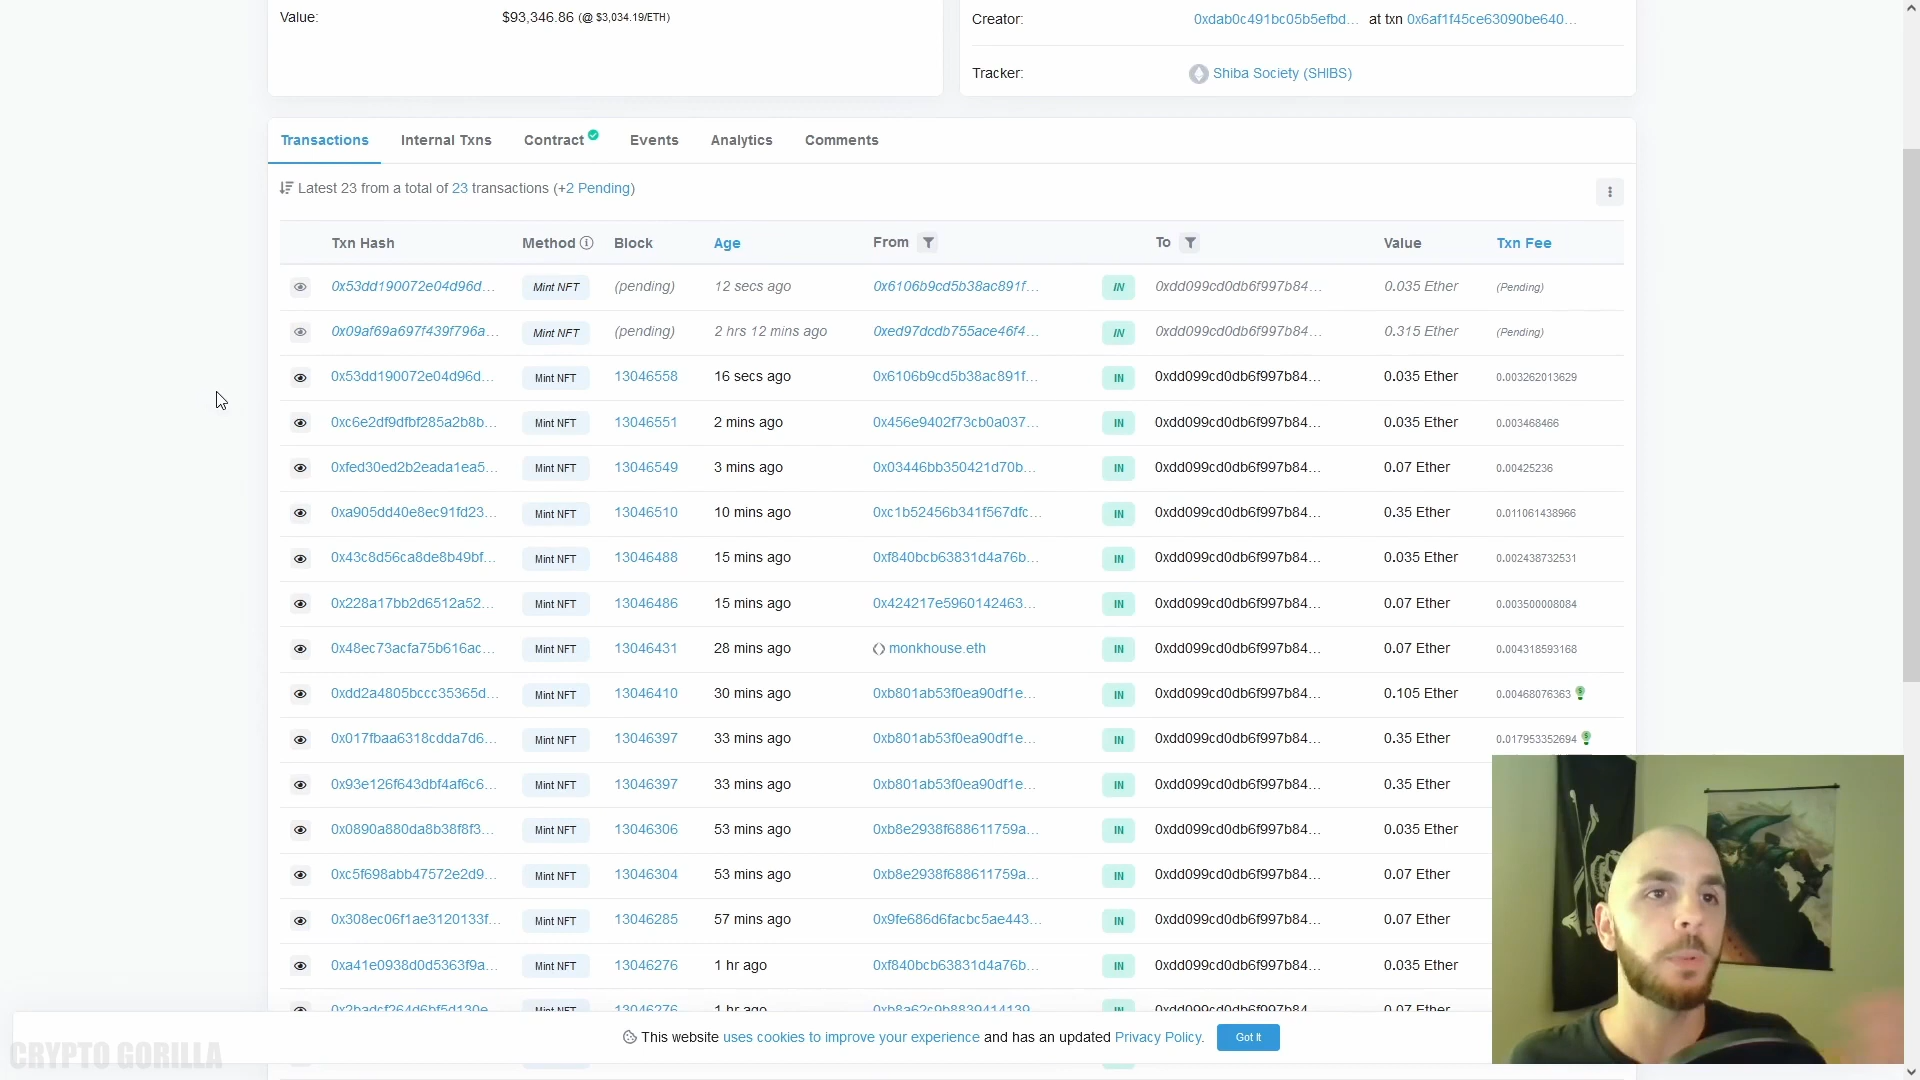 Value: $93,346.86 (@ $3,034.19/ETH)
Creator: 0xdab0c491bc05b5efbd... at txn 0x6af1f45ce63090be640...
Tracker: Shiba Society (SHIBS)
Transactions Internal Txns Contract Events Analytics Comments
Latest 23 from a total of 23 transactions (+2 Pending)
Txn Hash Method Block Age From To Value Txn Fee
0x53dd190072e04d96d... Mint NFT (pending) 12 secs ago 0x6106b9cd5b38ac891f... IN 0xdd099cd0db6f997b84... 0.035 Ether (Pending)
0x09af69a697f439f796a... Mint NFT (pending) 2 hrs 12 mins ago 0xed97dcdb755ace46f4... IN 0xdd099cd0db6f997b84... 0.315 Ether (Pending)
0x53dd190072e04d96d... Mint NFT 13046558 16 secs ago 0x6106b9cd5b38ac891f... IN 0xdd099cd0db6f997b84... 0.035 Ether 0.003262013629
0xc6e2df9dfbf285a2b8b... Mint NFT 13046551 2 mins ago 0x456e9402f73cb0a037... IN 0xdd099cd0db6f997b84... 0.035 Ether 0.003468466
0xfed30ed2b2eada1ea5... Mint NFT 13046549 3 mins ago 0x03446bb350421d70b... IN 0xdd099cd0db6f997b84... 0.07 Ether 0.00425236
0xa905dd40e8ec91fd23... Mint NFT 13046510 10 mins ago 0xc1b52456b341f567dfc... IN 0xdd099cd0db6f997b84... 0.35 Ether 0.011061438966
0x43c8d56ca8de8b49bf... Mint NFT 13046488 15 mins ago 0xf840bcb63831d4a76b... IN 0xdd099cd0db6f997b84... 0.035 Ether 0.002438732531
0x228a17bb2d6512a52... Mint NFT 13046486 15 mins ago 0x424217e5960142463... IN 0xdd099cd0db6f997b84... 0.07 Ether 0.003500008084
0x48ec73acfa75b616ac... Mint NFT 13046431 28 mins ago monkhouse.eth IN 0xdd099cd0db6f997b84... 0.07 Ether 0.004318593168
0xdd2a4805bccc35365d... Mint NFT 13046410 30 mins ago 0xb801ab53f0ea90df1e... IN 0xdd099cd0db6f997b84... 0.105 Ether 0.00468076363
0x017fbaa6318cdda7d6... Mint NFT 13046397 33 mins ago 0xb801ab53f0ea90df1e... IN 0xdd099cd0db6f997b84... 0.35 Ether 0.017953352694
0x93e126f643dbf4af6c6... Mint NFT 13046397 33 mins ago 0xb801ab53f0ea90df1e... IN 0xdd099cd0db6f997b84... 0.35 Ether
0x0890a880da8b38f8f3... Mint NFT 13046306 53 mins ago 0xb8e2938f688611759a... IN 0xdd099cd0db6f997b84... 0.035 Ether
0xc5f698abb47572e2d9... Mint NFT 13046304 53 mins ago 0xb8e2938f688611759a... IN 0xdd099cd0db6f997b84... 0.07 Ether
0x308ec06f1ae3120133f... Mint NFT 13046285 57 mins ago 0x9fe686d6facbc5ae443... IN 0xdd099cd0db6f997b84... 0.07 Ether
0xa41e0938d0d5363f9a... Mint NFT 13046276 1 hr ago 0xf840bcb63831d4a76b... IN 0xdd099cd0db6f997b84... 0.035 Ether
Mint NFT 13046276 1 hr ago 0xdd099cd0db6f997b84... 0.07 Ether
This website uses cookies to improve your experience and has an updated Privacy Policy. Got It
CRYPTO GORILLA